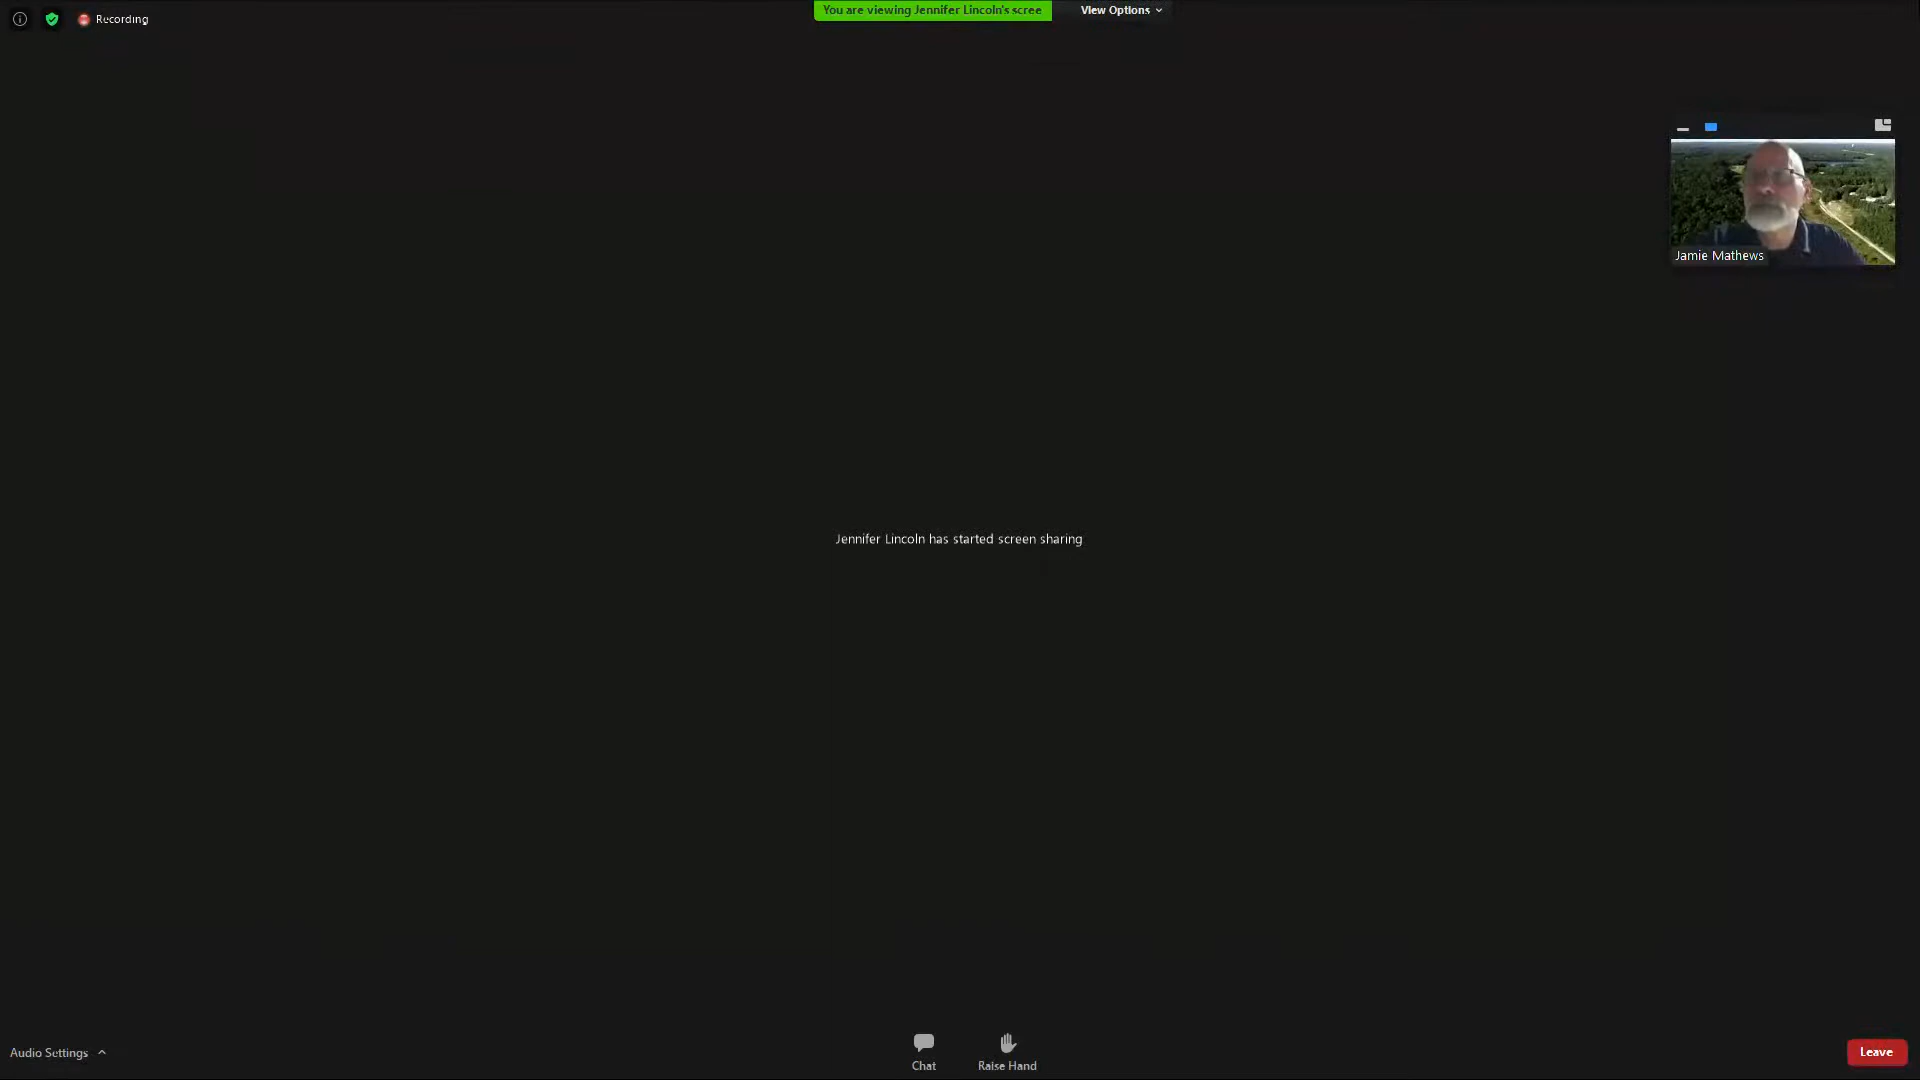 Recording
You are viewing Jennifer Lincoln's scree
View Options
Jamie Mathews
Jennifer Lincoln has started screen sharing
Audio Settings
Chat
Raise Hand
Leave